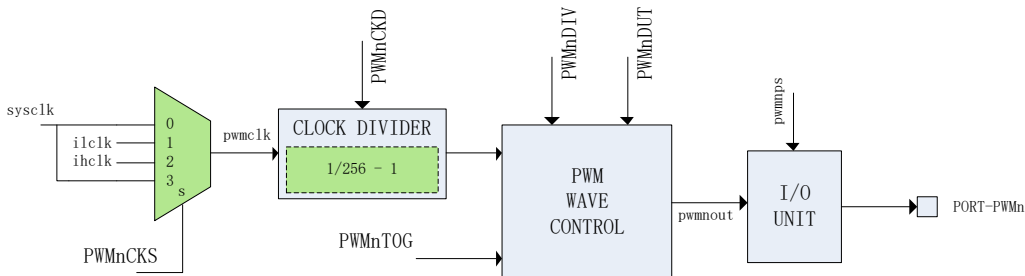 PWMnCKD
PWMnDIV
PWMnDUT
pwmnps
sysclk
ilclk
ihclk
0
1
2
3
s
pwmclk
CLOCK DIVIDER
1/256 - 1
PWM
WAVE
CONTROL
pwmnout
I/O
UNIT
PORT-PWMn
PWMnTOG
PWMnCKS